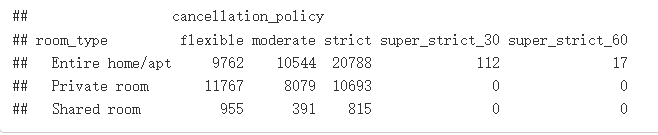 ##                  cancellation_policy
## room_type        flexible moderate strict super_strict_30 super_strict_60
##   Entire home/apt     9762    10544  20788             112              17
##   Private room       11767     8079  10693               0               0
##   Shared room          955      391    815               0               0